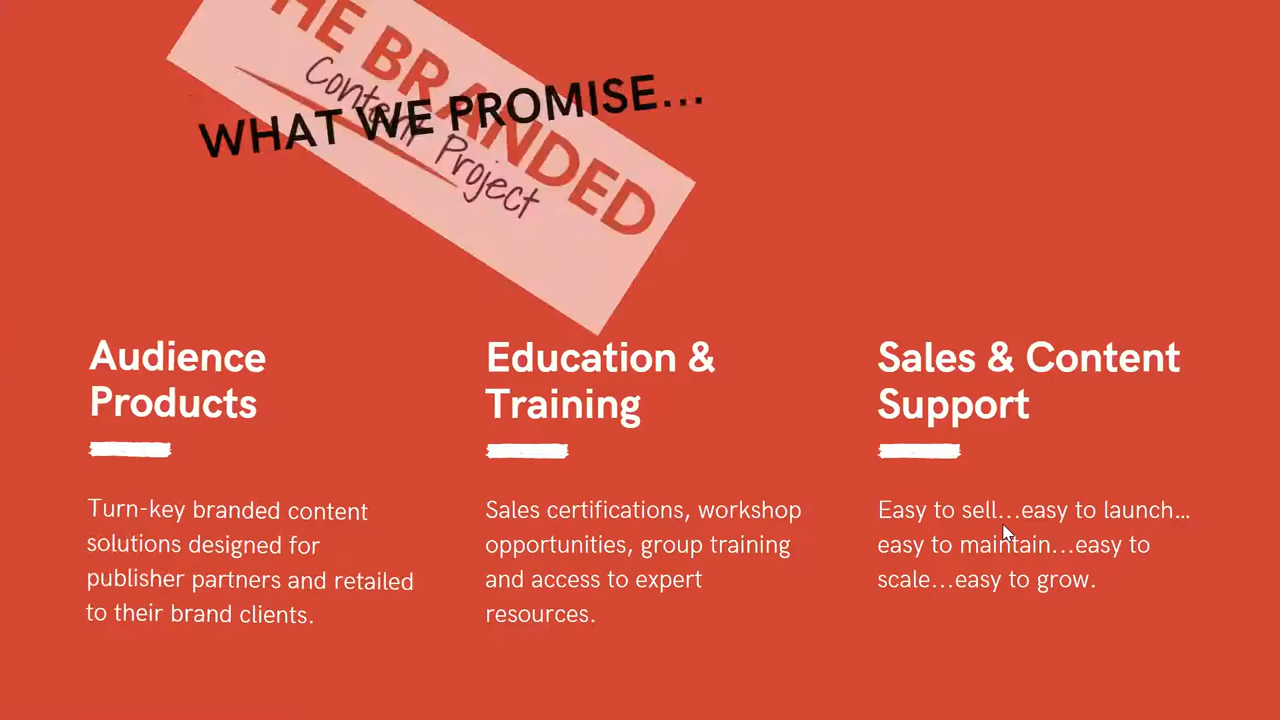 HE BRANDED
Content Project
WHAT WE PROMISE...
Audience
Products
Turn-key branded content
solutions designed for
publisher partners and retailed
to their brand clients.
Education &
Training
Sales certifications, workshop
opportunities, group training
and access to expert
resources.
Sales & Content
Support
Easy to sell...easy to launch...
easy to maintain...easy to
scale...easy to grow.